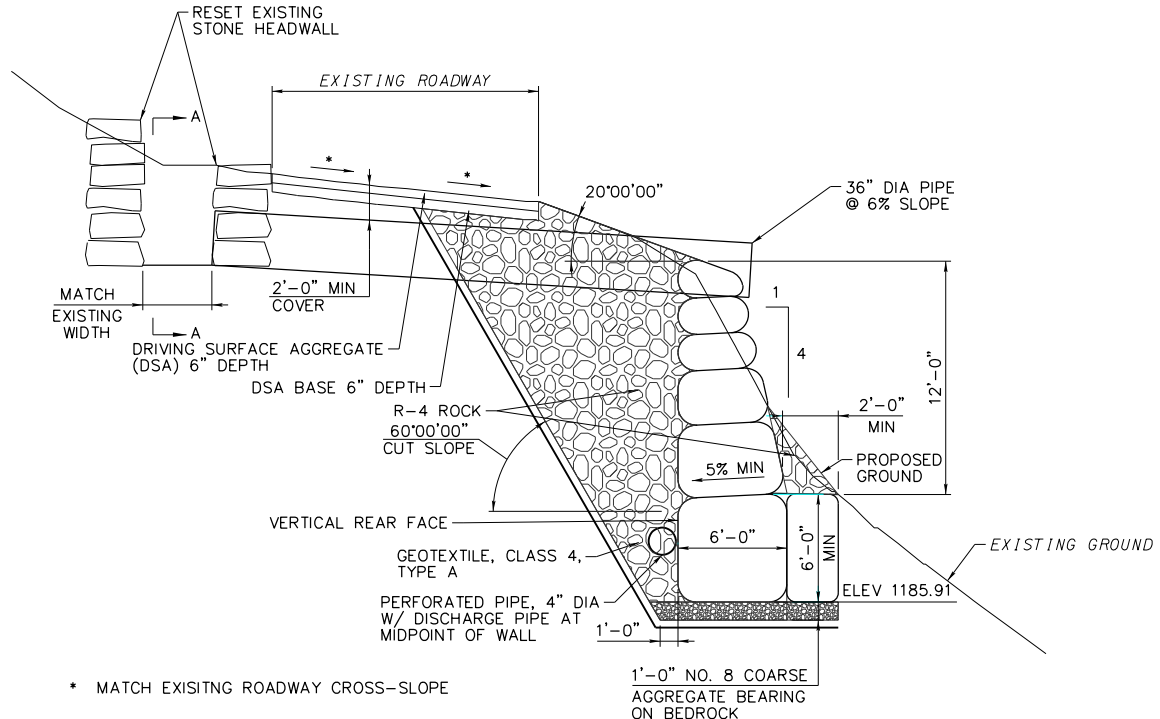 RESET EXISTING
STONE HEADWALL
EXISTING ROADWAY
A
*
*
20°00'00"
36" DIA PIPE
@ 6% SLOPE
MATCH
EXISTING
WIDTH
A
2'-0" MIN
COVER
1
4
12'-0"
DRIVING SURFACE AGGREGATE
(DSA) 6" DEPTH
DSA BASE 6" DEPTH
R-4 ROCK
60°00'00"
CUT SLOPE
2'-0"
MIN
5% MIN
PROPOSED
GROUND
VERTICAL REAR FACE
6'-0"
6'-0"
MIN
EXISTING GROUND
GEOTEXTILE, CLASS 4,
TYPE A
ELEV 1185.91
PERFORATED PIPE, 4" DIA
W/ DISCHARGE PIPE AT
MIDPOINT OF WALL
1'-0"
1'-0" NO. 8 COARSE
AGGREGATE BEARING
ON BEDROCK
* MATCH EXISITNG ROADWAY CROSS-SLOPE